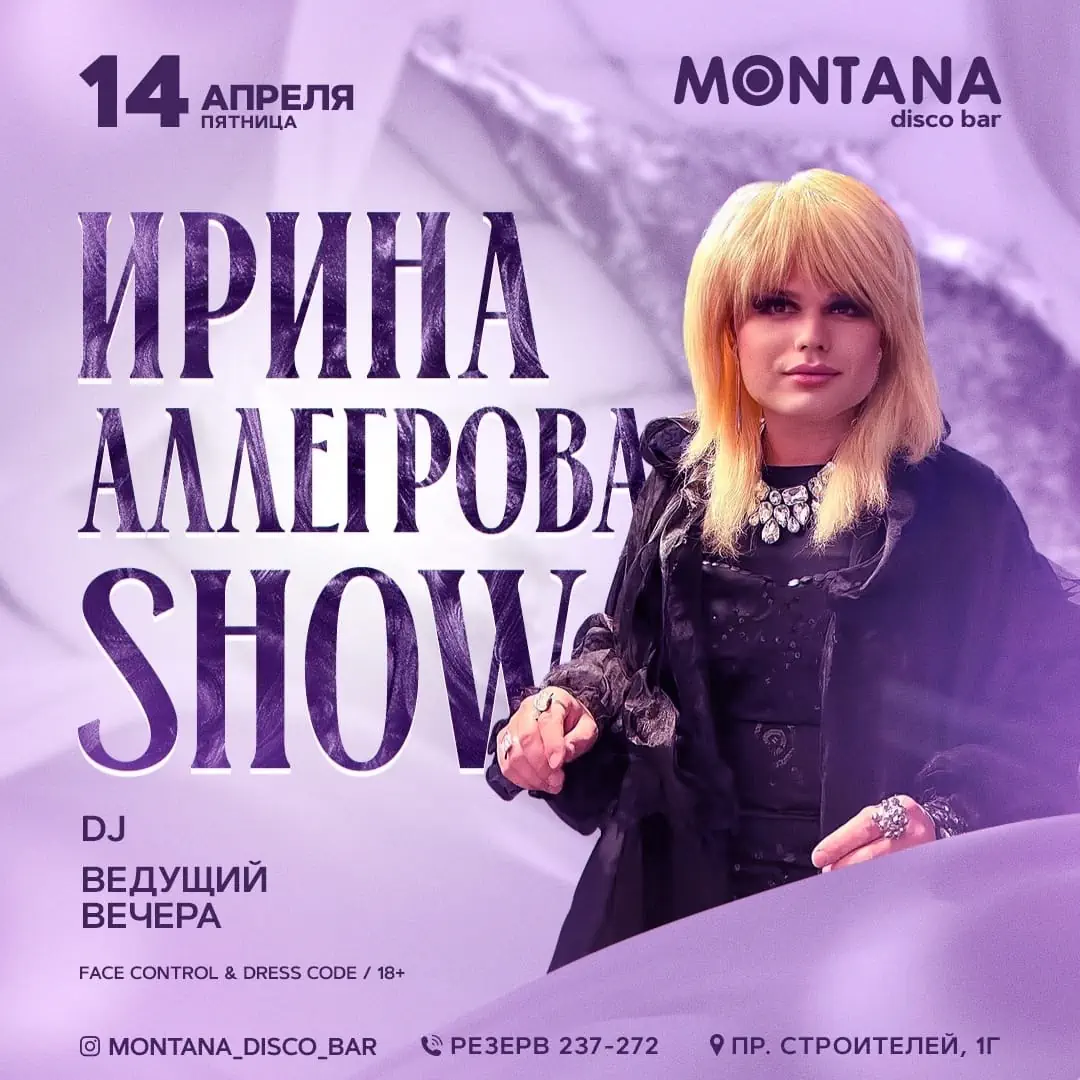 14 АПРЕЛЯ
ПЯТНИЦА
MONTANA
disco bar
ИРИНА
АЛЛЕГРОВА
SHOW
DJ
ВЕДУЩИЙ
ВЕЧЕРА
FACE CONTROL & DRESS CODE / 18+
MONTANA_DISCO_BAR
РЕЗЕРВ 237-272
ПР. СТРОИТЕЛЕЙ, 1Г